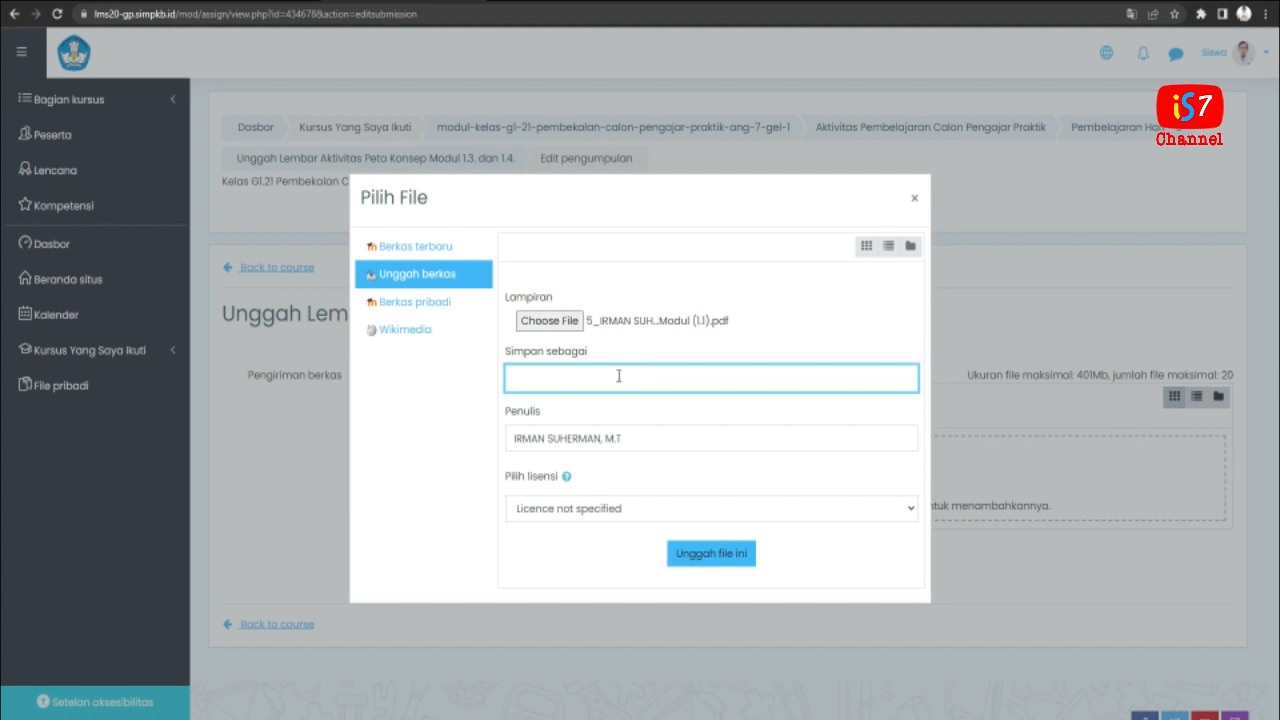 lms20-gp.simpkb.id/mod/assign/view.php?id=434678&action=editsubmission
Siswa
iS7
Channel
Bagian kursus
Peserta
Lencana
Kompetensi
Dasbor
Beranda situs
Kalender
Kursus Yang Saya Ikuti
File pribadi
Setelan aksesibilitas
Dasbor
Kursus Yang Saya Ikuti
modul-kelas-g1-21-pembekalan-calon-pengajar-praktik-ang-7-gel-1
Aktivitas Pembelajaran Calon Pengajar Praktik
Pembelajaran
Unggah Lembar Aktivitas Peta Konsep Modul 1.3. dan 1.4.
Edit pengumpulan
Kelas G1.21 Pembekalan C
Back to course
Unggah Lem
Pengiriman berkas
Ukuran file maksimal: 401Mb, jumlah file maksimal: 20
ntuk menambahkannya.
Back to course
Pilih File
×
Berkas terbaru
Unggah berkas
Berkas pribadi
Wikimedia
Lampiran
Choose File 5_IRMAN SUH...Modul (1.1).pdf
Simpan sebagai
Penulis
IRMAN SUHERMAN, M.T
Pilih lisensi
Licence not specified
Unggah file ini